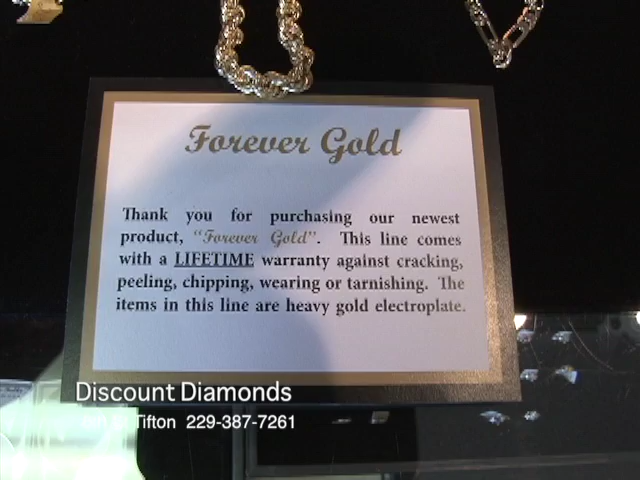 Forever Gold
Thank you for purchasing our newest
product, "Forever Gold". This line comes
with a LIFETIME warranty against cracking,
peeling, chipping, wearing or tarnishing. The
items in this line are heavy gold electroplate.
Discount Diamonds
Tifton 229-387-7261